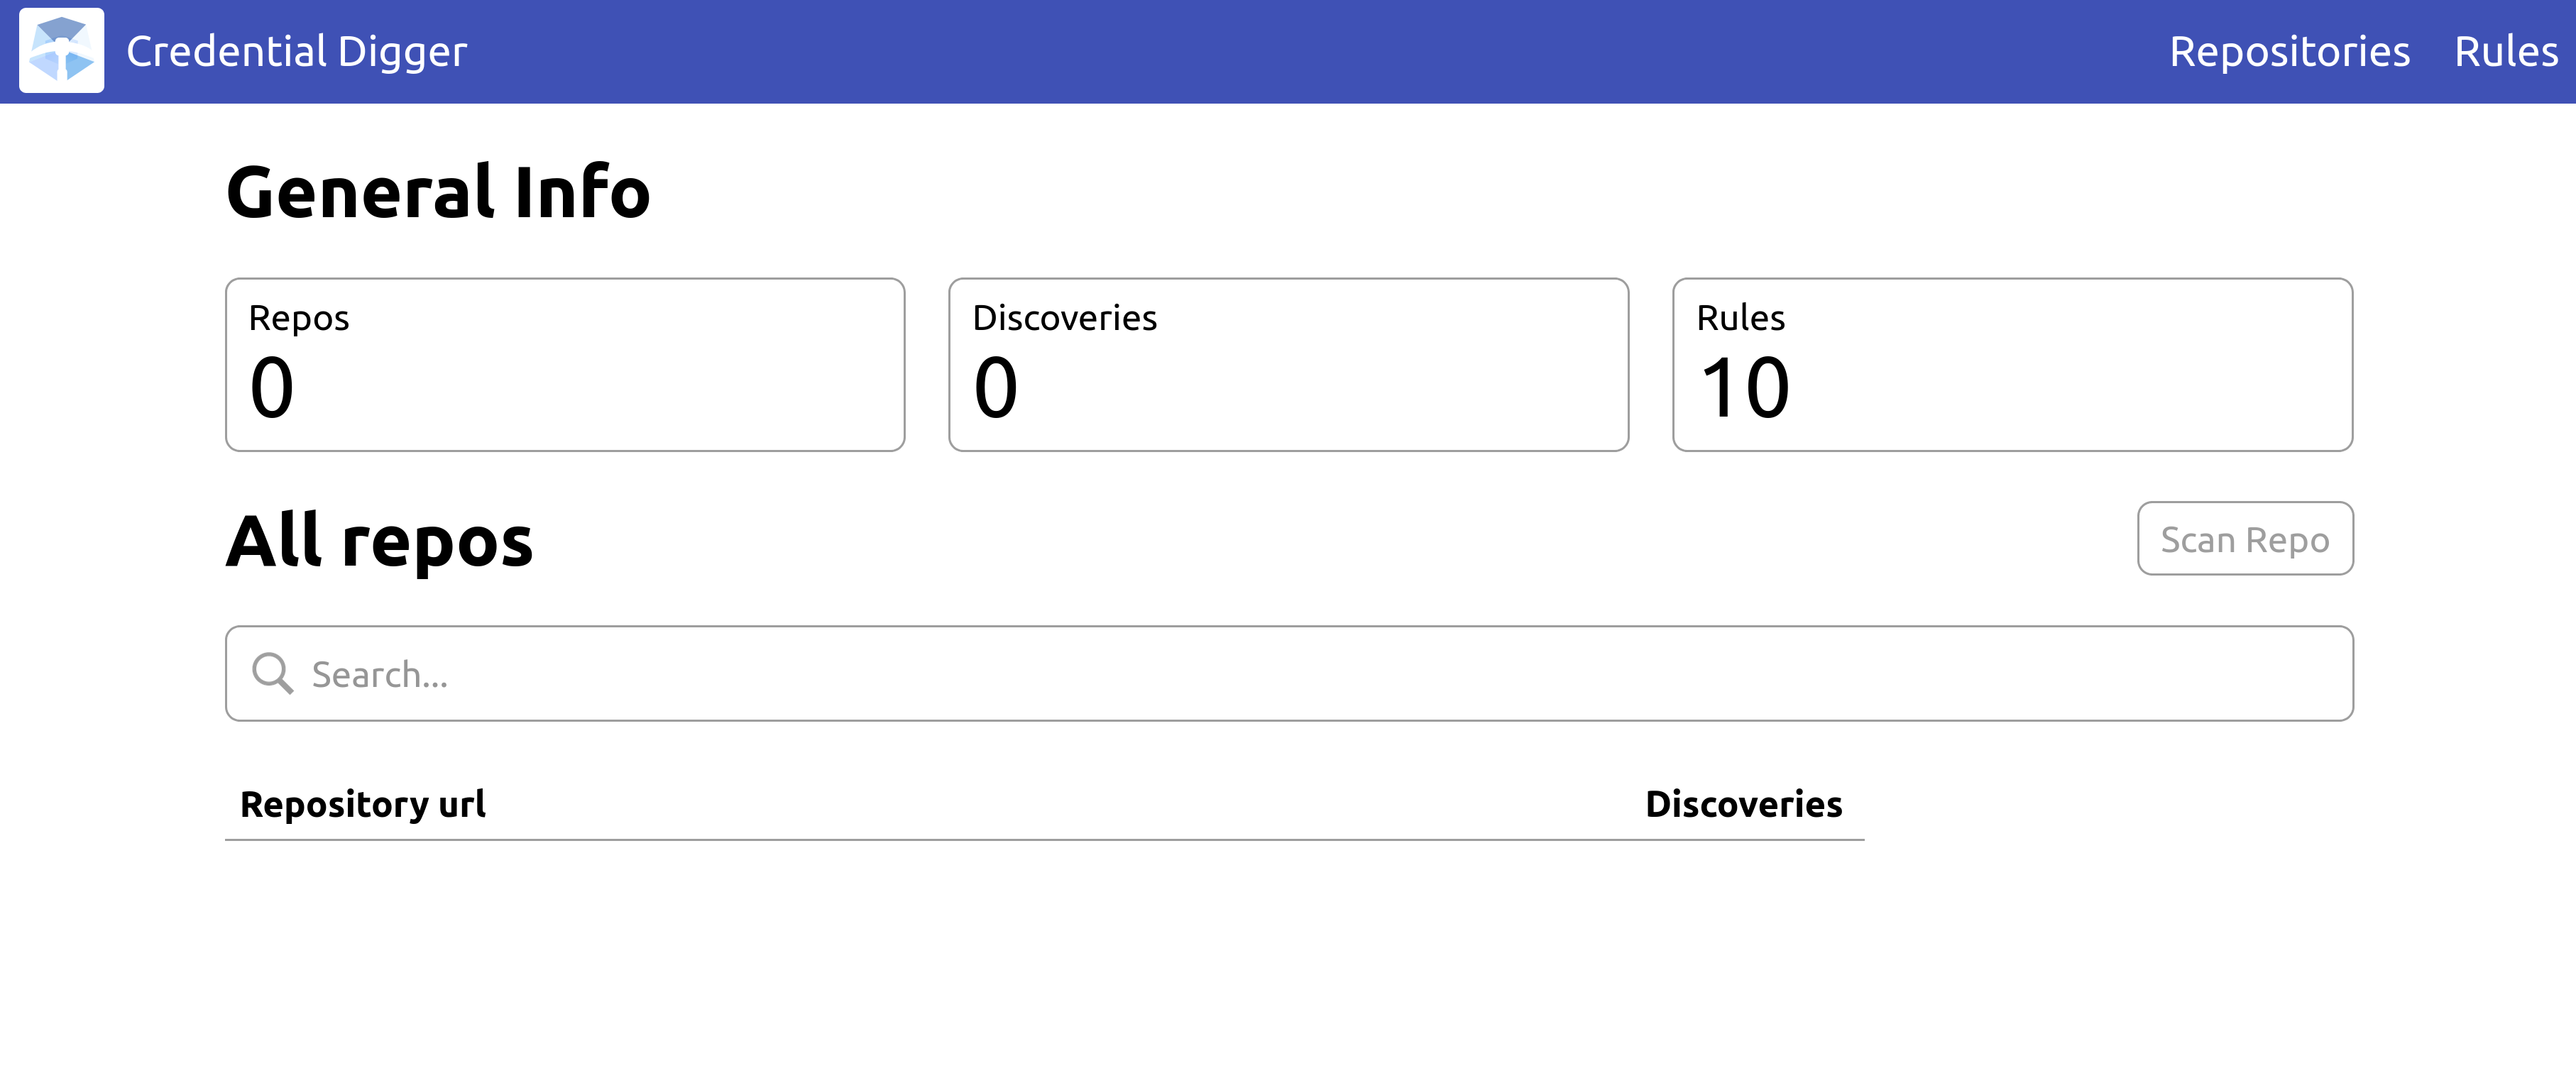 Credential Digger Repositories Rules
General Info
Repos Discoveries Rules
0 0 10
All repos Scan Repo
Search...
Repository url Discoveries